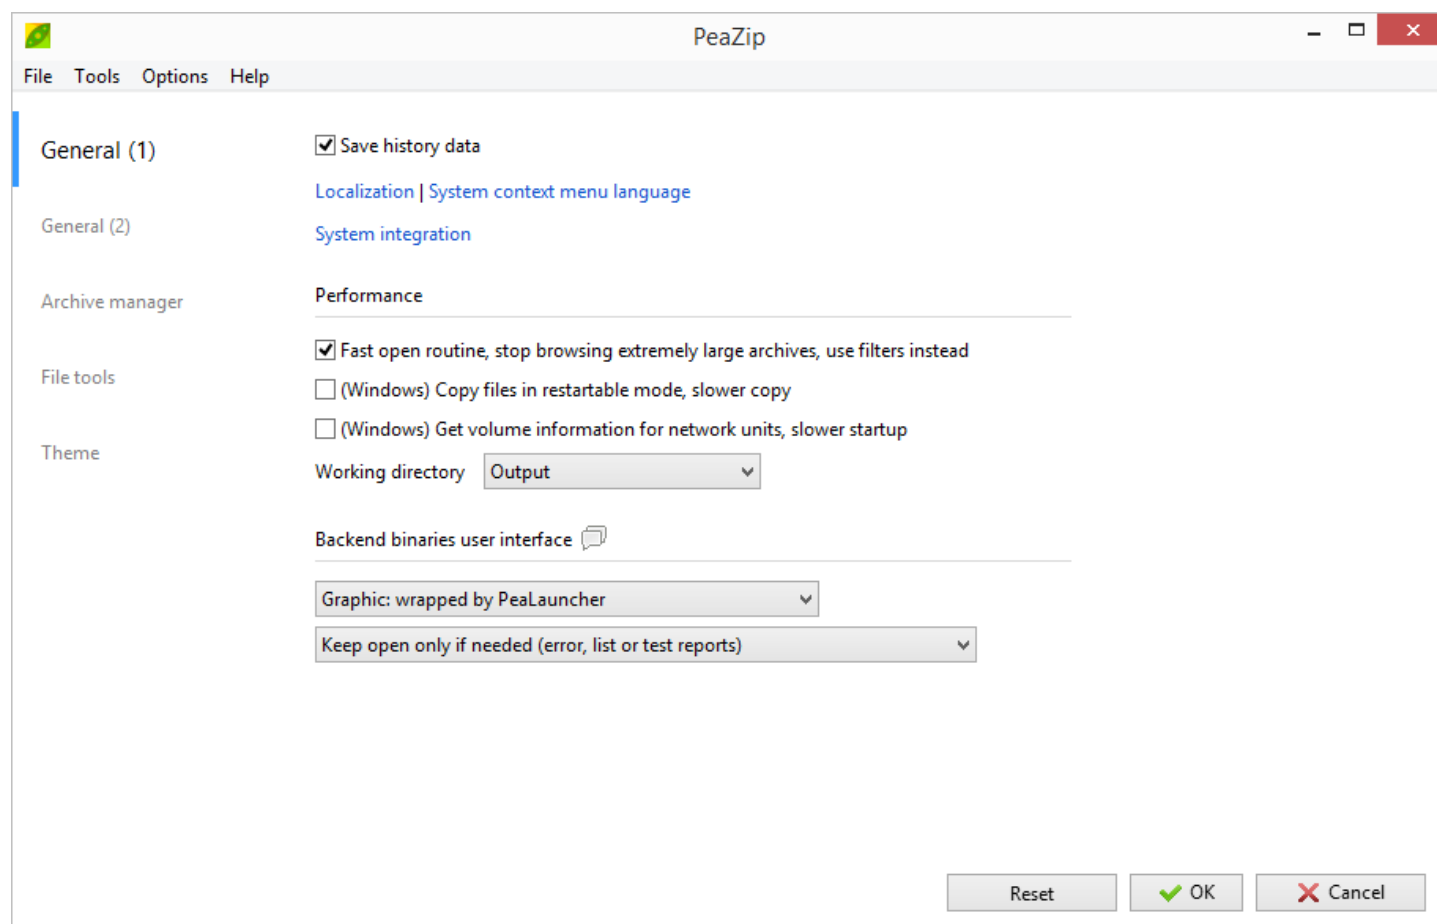 PeaZip
File Tools Options Help
General (1)
General (2)
Archive manager
File tools
Theme
Save history data
Localization | System context menu language
System integration
Performance
Fast open routine, stop browsing extremely large archives, use filters instead
(Windows) Copy files in restartable mode, slower copy
(Windows) Get volume information for network units, slower startup
Working directory Output
Backend binaries user interface
Graphic: wrapped by PeaLauncher
Keep open only if needed (error, list or test reports)
Reset OK Cancel